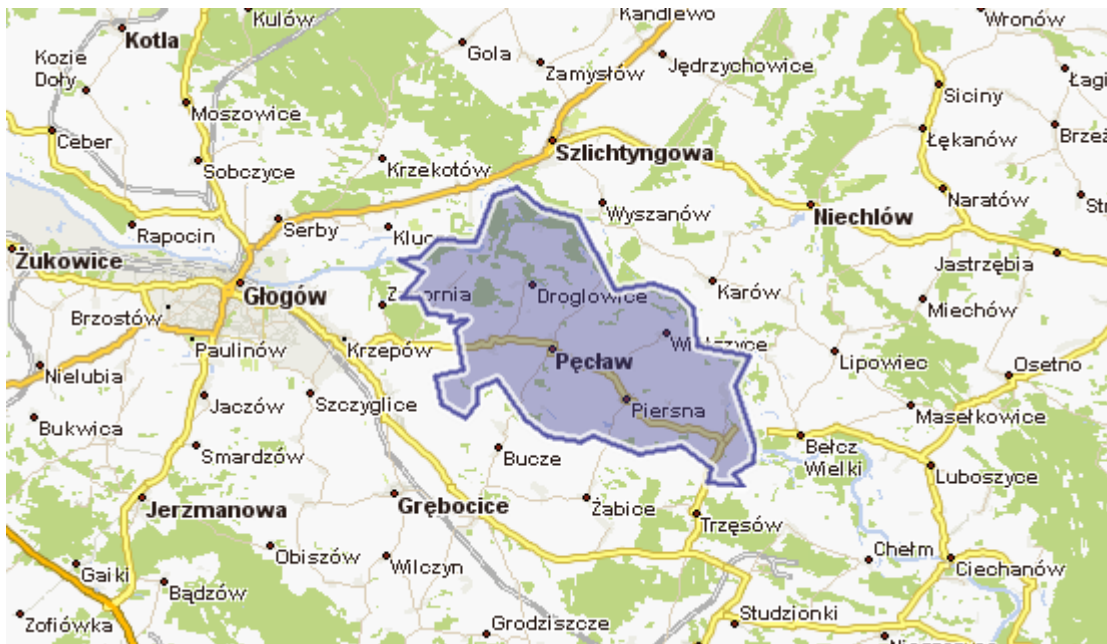 Kandlewo
Wronów
Kulów
Kotla
Gola
Jędrzychowice
Kozie
Doły
Zamysłów
Łagi
Siciny
Moszowice
Ceber
Łękanów
Szlichtyngowa
Krzekotów
Sobczyce
Naratów
Wyszanów
Niechlów
Rapocin
Serby
Żukowice
Jastrzębia
Głogów
Droglowice
Karów
Miechów
Brzostów
Paulinów
Krzepów
Pęcław
Lipowiec
Osetno
Nielubia
Jaczów
Szczyglice
Piersna
Masełkowice
Bukwica
Smardzów
Bucze
Bełcz
Wielki
Luboszyce
Jerzmanowa
Grębocice
Żabice
Trzęsów
Obiszów
Wilczyn
Chełm
Ciechanów
Gaiki
Bądzów
Zofiówka
Grodziszcze
Studzionki